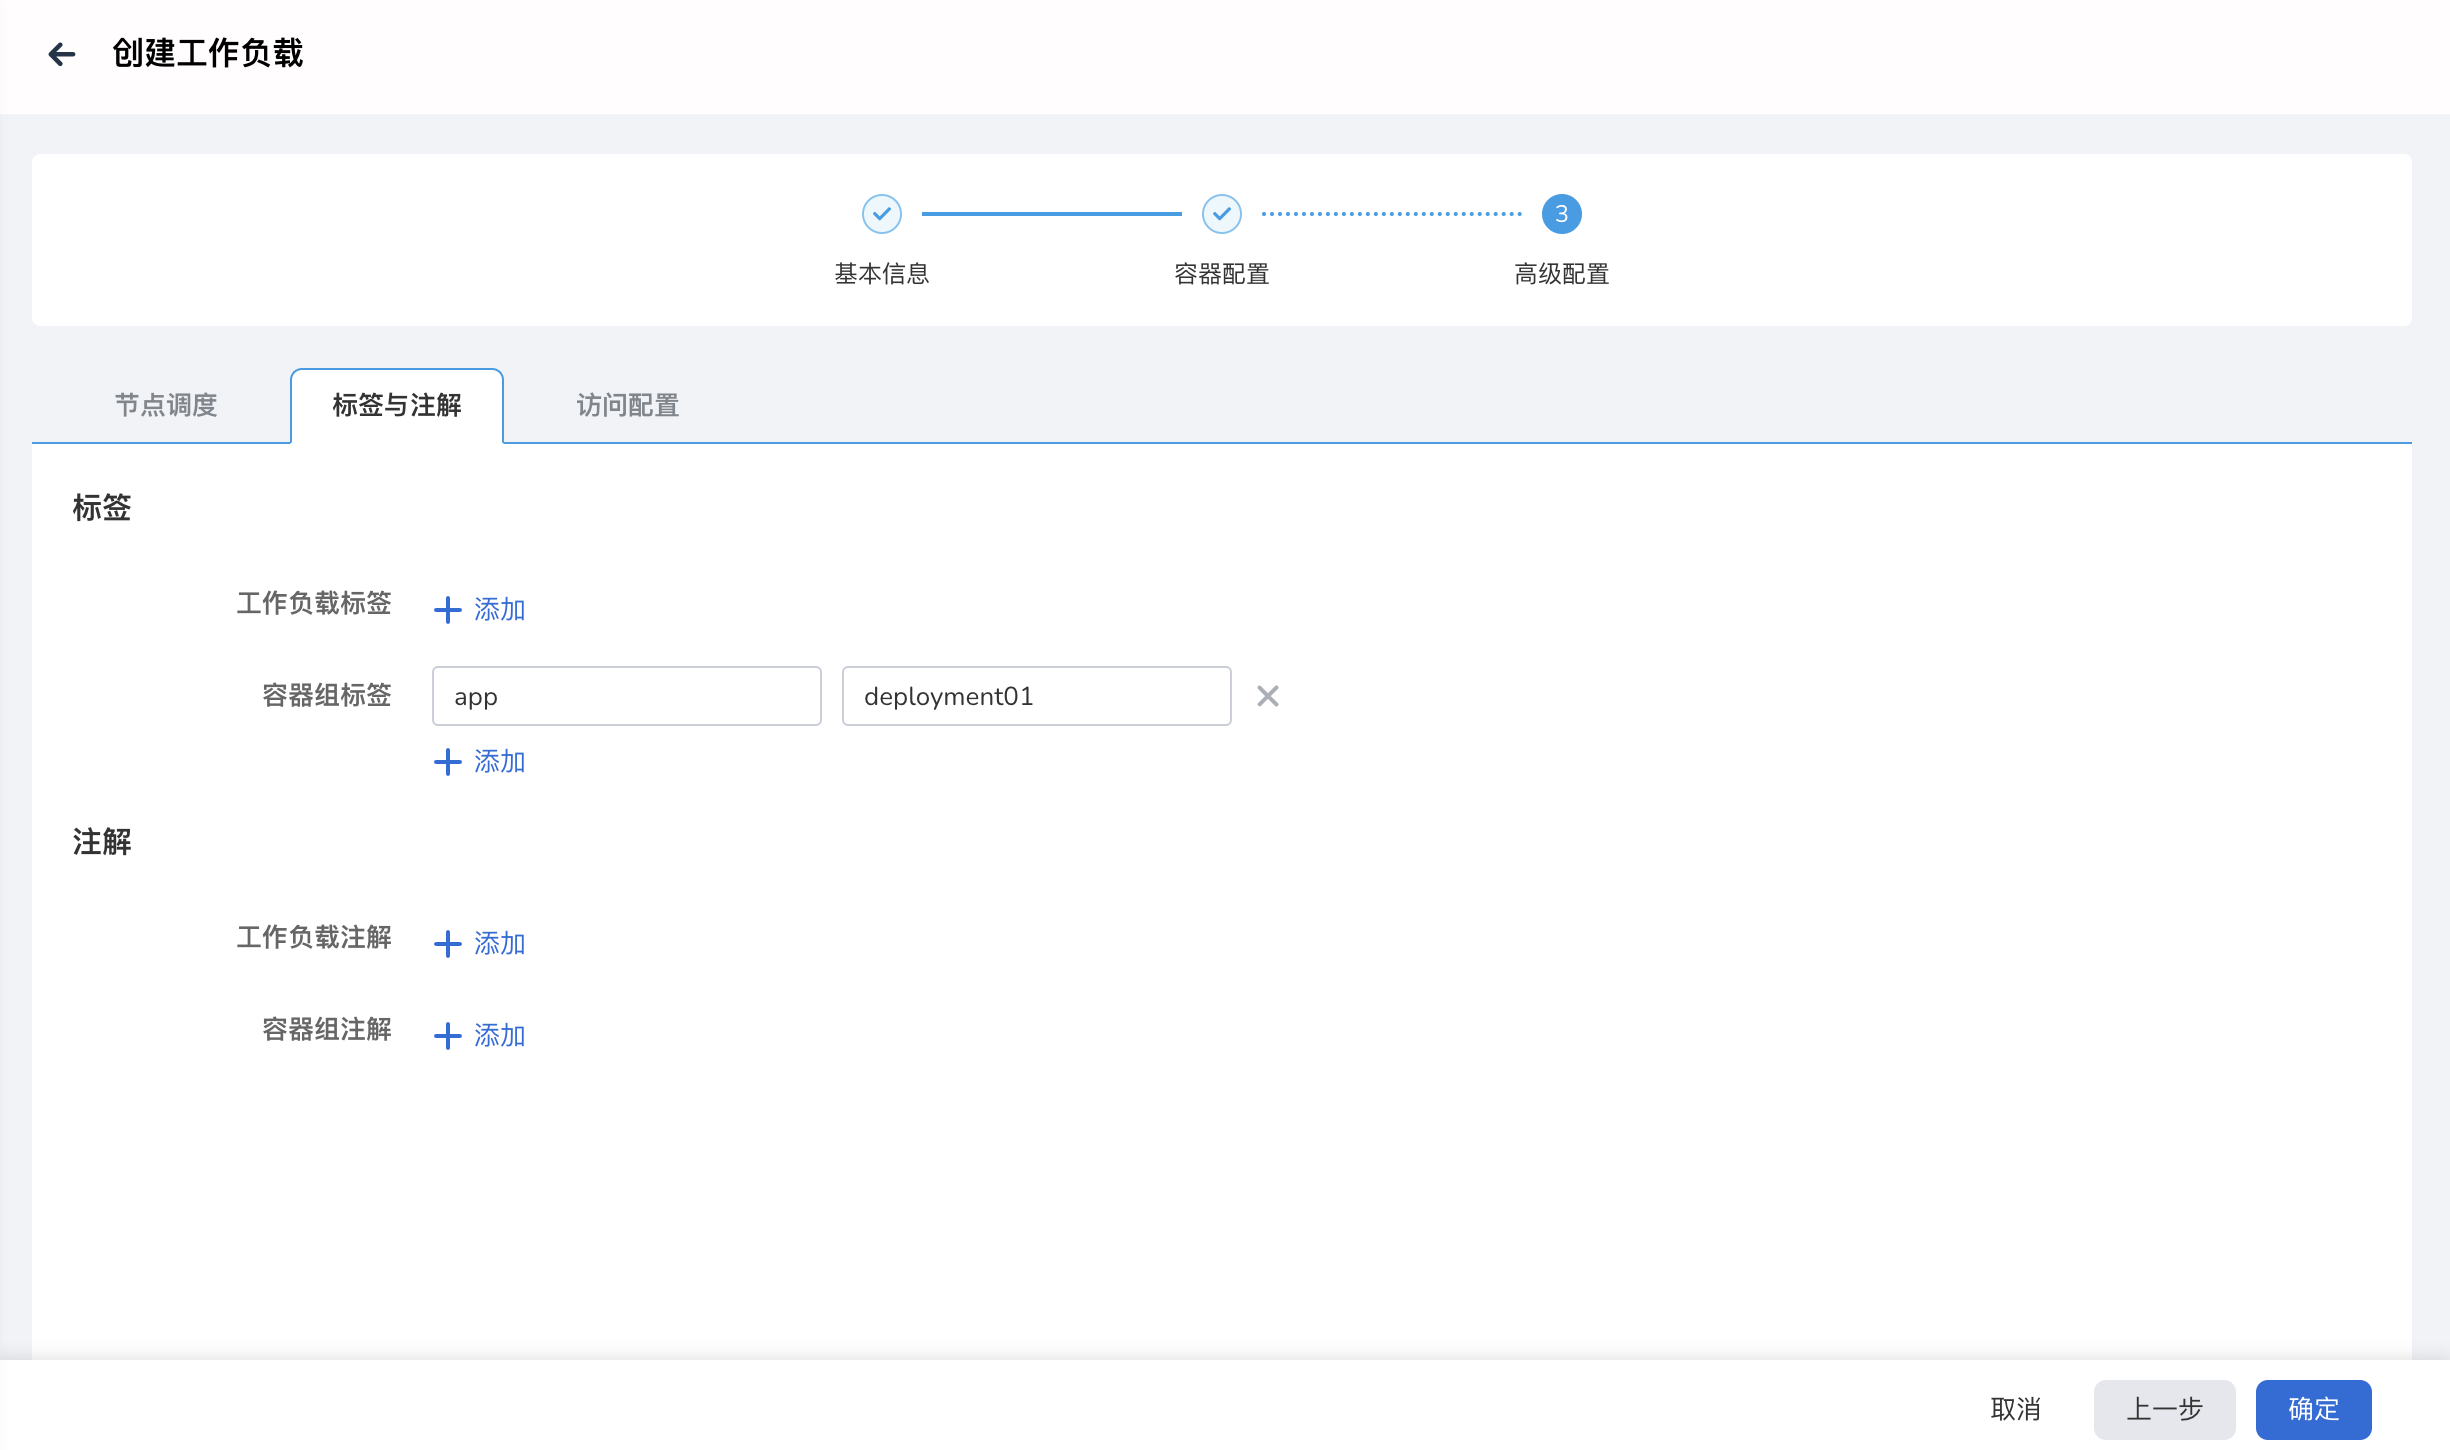 创建工作负载
3
基本信息
容器配置
高级配置
节点调度
标签与注解
访问配置
标签
工作负载标签
添加
容器组标签
app
deployment01
添加
注解
工作负载注解
添加
容器组注解
添加
取消
上一步
确定